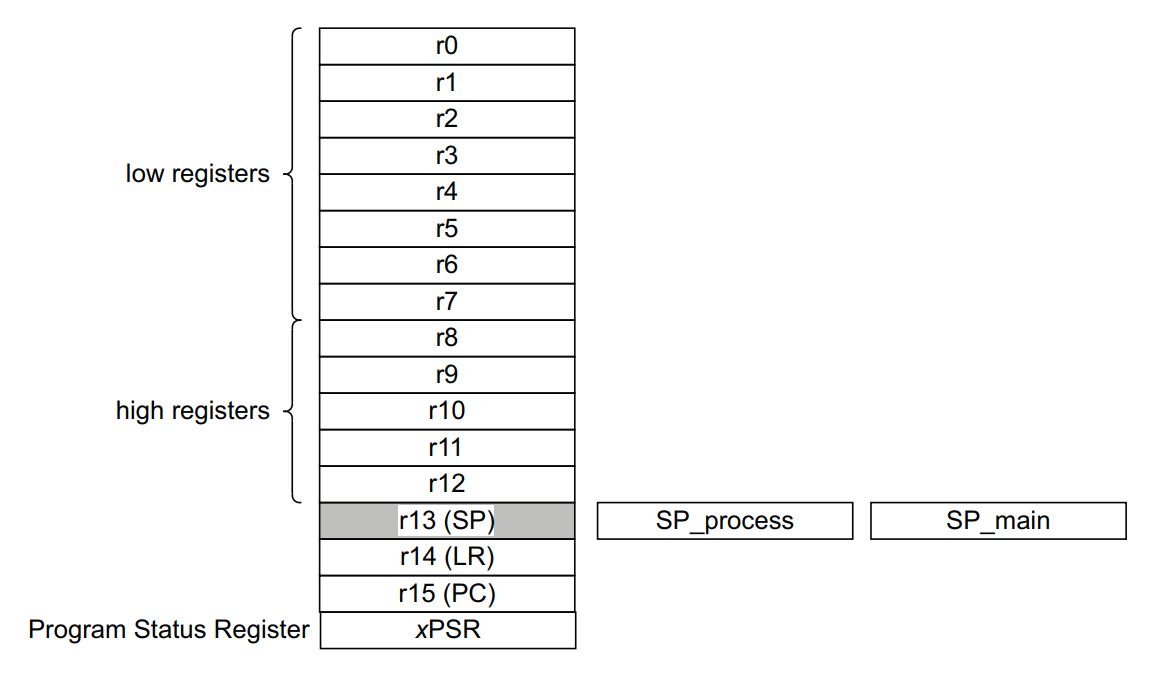 r0
r1
r2
low registers
r3
r4
r5
r6
r7
r8
r9
high registers
r10
r11
r12
r13 (SP)
SP_process
SP_main
r14 (LR)
r15 (PC)
Program Status Register
xPSR